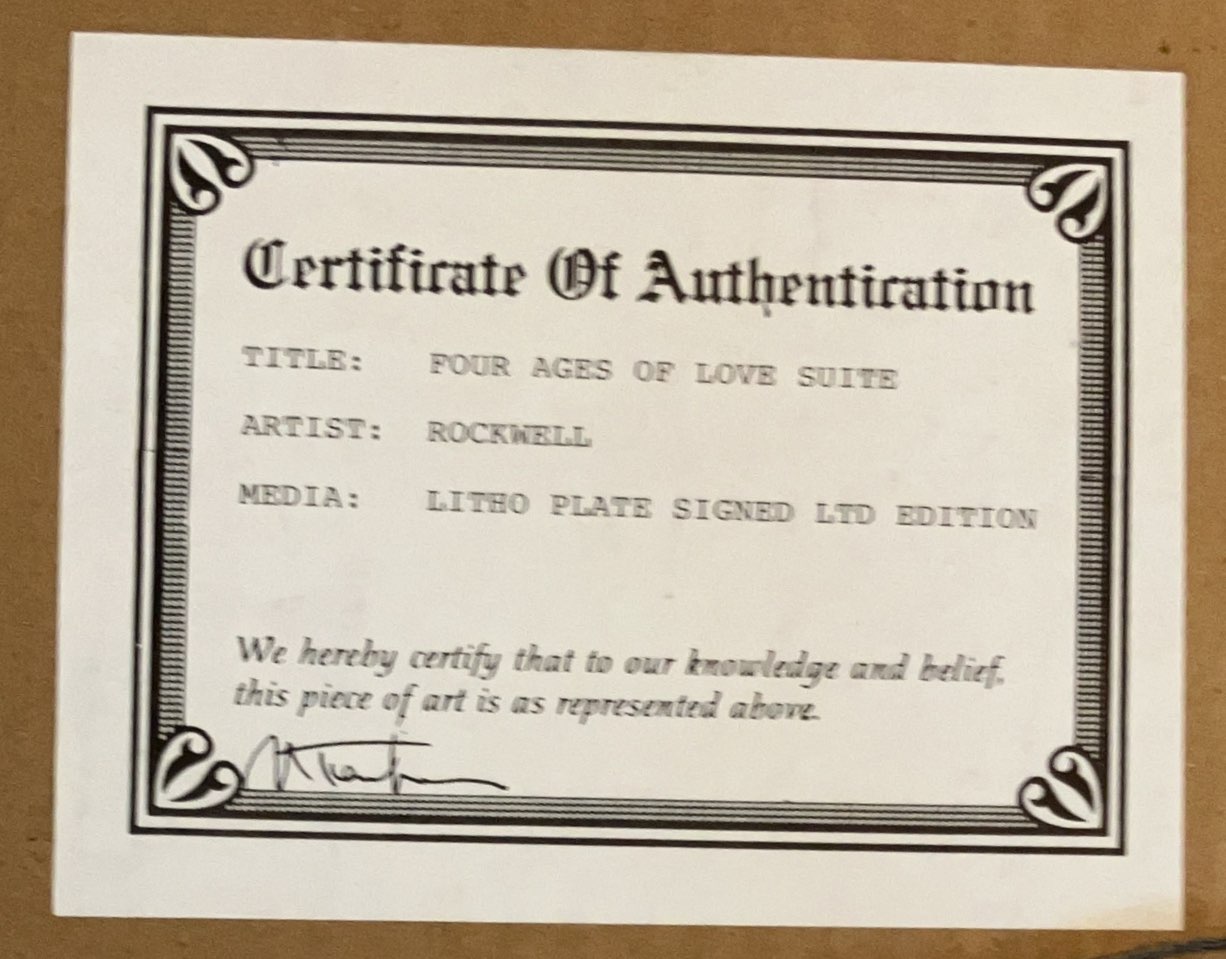 Certificate Of Authentication
TITLE: FOUR AGES OF LOVE SUITE
ARTIST: ROCKWELL
MEDIA: LITHO PLATE SIGNED LTD EDITION
We hereby certify that to our knowledge and belief,
this piece of art is as represented above.